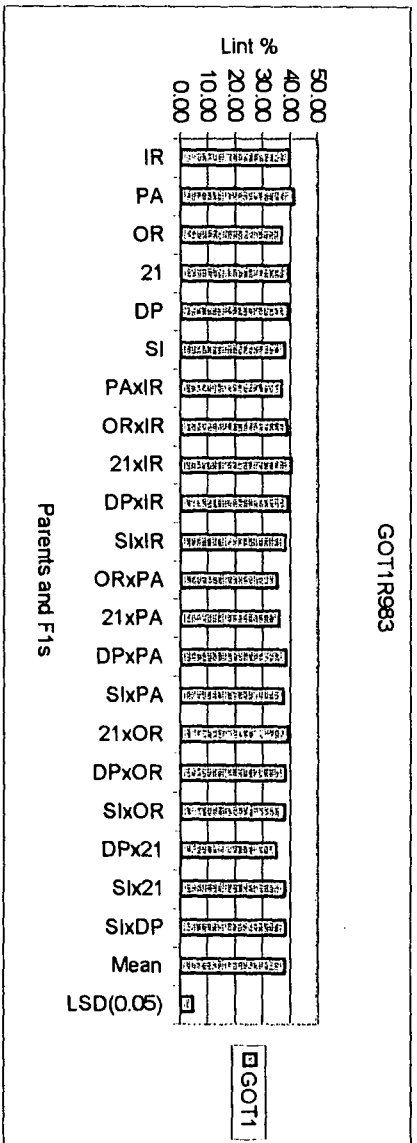 GOT1R983
Lint %
50.00
40.00
30.00
20.00
10.00
0.00
IR
PA
OR
21
DP
SI
PAxIR
ORxIR
21xIR
DPxIR
SIxIR
ORxPA
21xPA
DPxPA
SIxPA
21xOR
DPxOR
SIxOR
DPx21
SIx21
SIxDP
Mean
LSD(0.05)
Parents and F1s
GOT1